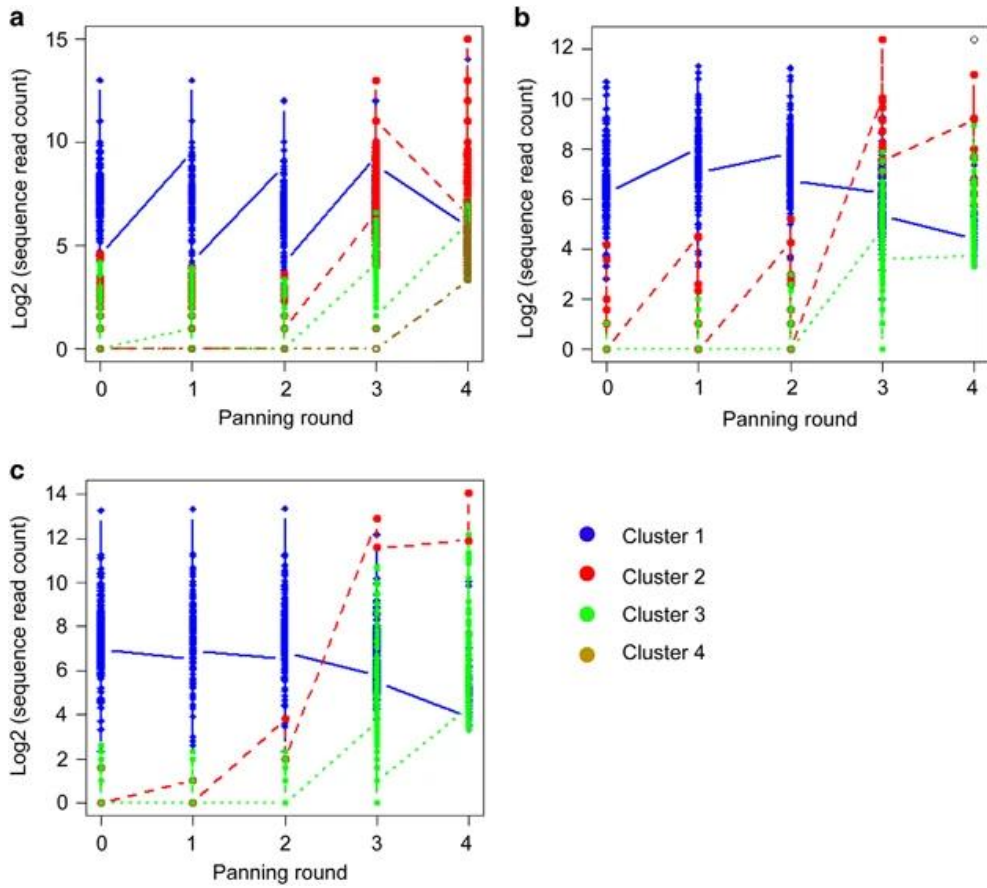 a
15
10
5
0
Log2 (sequence read count)
0 1 2 3 4
Panning round
b
12
10
8
6
4
2
0
Log2 (sequence read count)
0 1 2 3 4
Panning round
c
14
12
10
8
6
4
2
0
Log2 (sequence read count)
0 1 2 3 4
Panning round
Cluster 1
Cluster 2
Cluster 3
Cluster 4